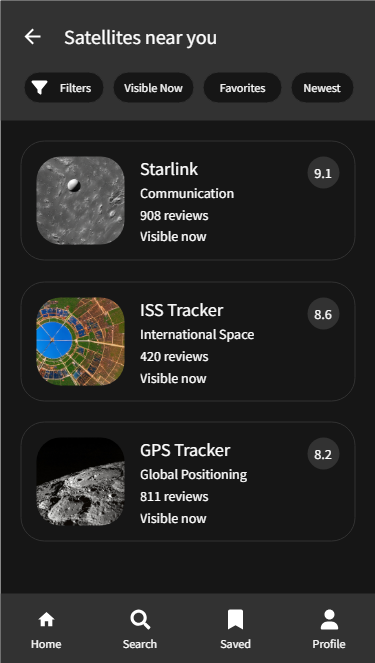 Satellites near you
Filters
Visible Now
Favorites
Newest
Starlink
9.1
Communication
908 reviews
Visible now
ISS Tracker
8.6
International Space
420 reviews
Visible now
GPS Tracker
8.2
Global Positioning
811 reviews
Visible now
Home
Search
Saved
Profile